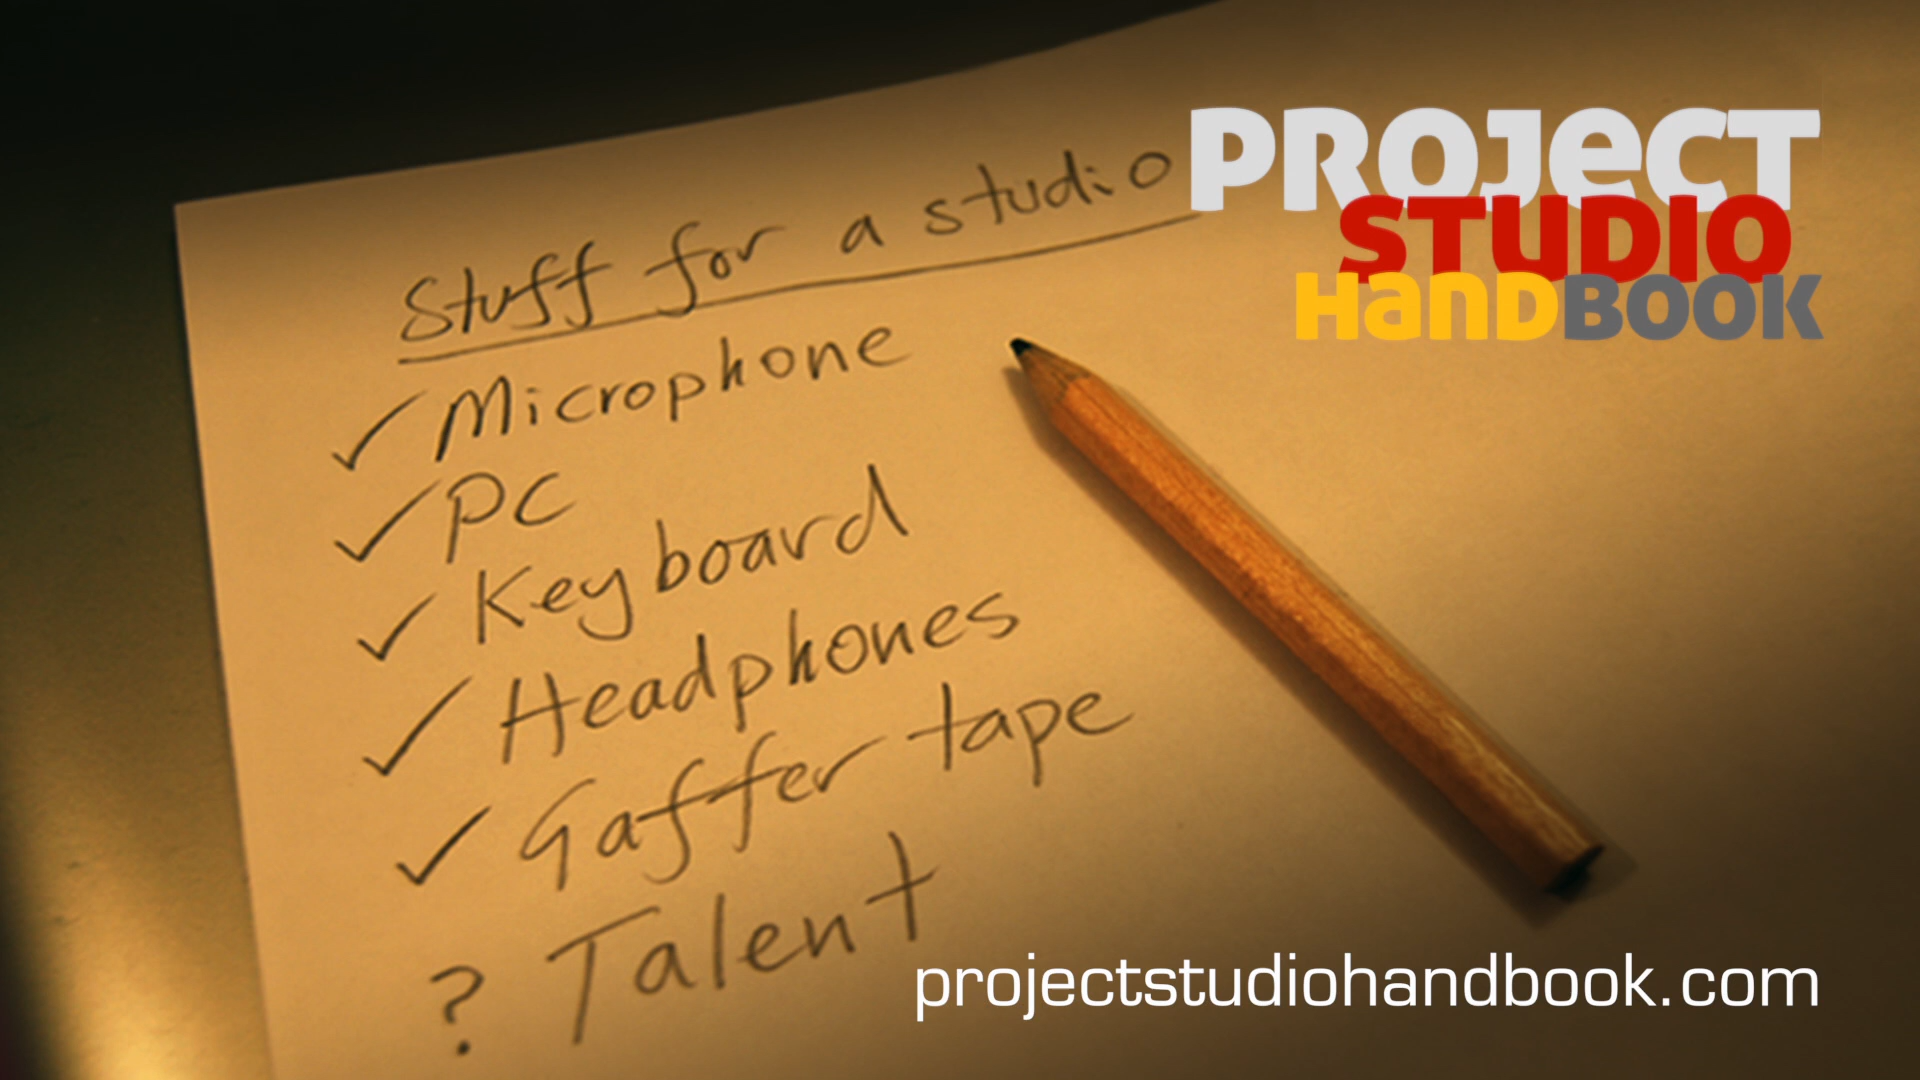 Stuff for a studio
✓ Microphone
✓ PC
✓ Keyboard
✓ Headphones
✓ Gaffer tape
? Talent
PROJeCT
STUDIO
HaNDBOOK
projectstudiohandbook.com